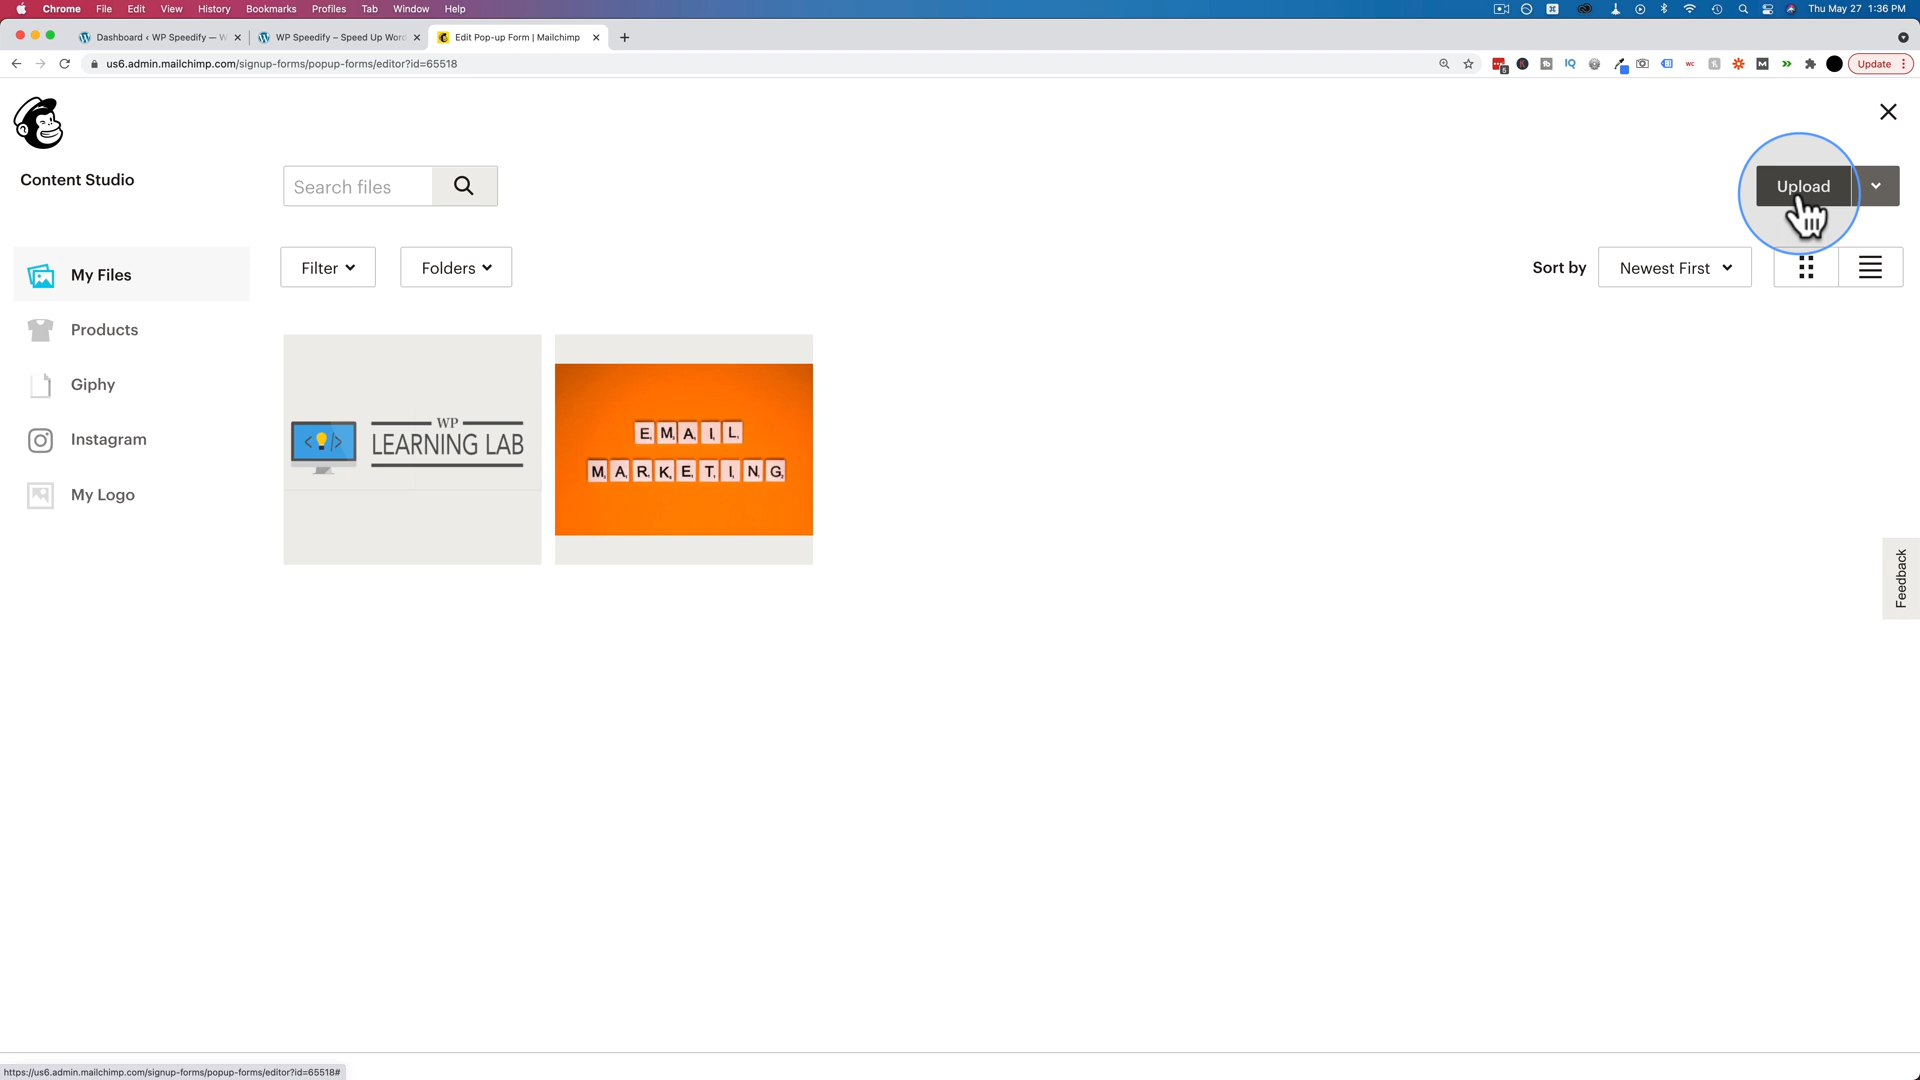 Chrome File Edit View History Bookmarks Profiles Tab Window Help Thu May 27 1:36 PM
Dashboard ‹ WP Speedify — W WP Speedify – Speed Up Word Edit Pop-up Form | Mailchimp
us6.admin.mailchimp.com/signup-forms/popup-forms/editor?id=65518 Update
Content Studio
Search files
Upload
My Files
Filter
Folders
Sort by
Newest First
Products
Giphy
Instagram
My Logo
WP
LEARNING LAB
EMAIL
MARKETING
Feedback
https://us6.admin.mailchimp.com/signup-forms/popup-forms/editor?id=65518#